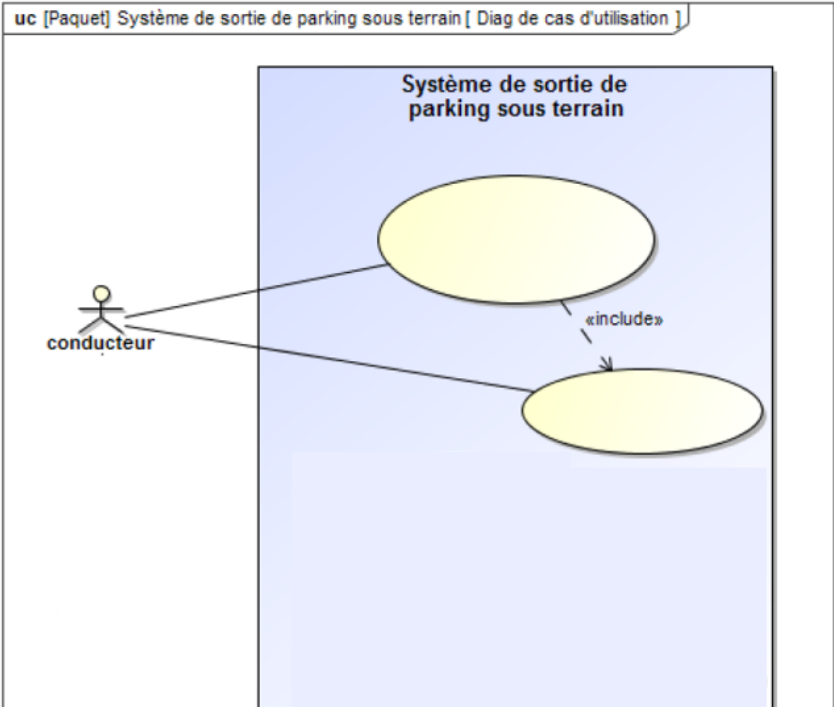 uc [Paquet] Système de sortie de parking sous terrain [ Diag de cas d'utilisation ]
Système de sortie de
parking sous terrain
«include»
conducteur